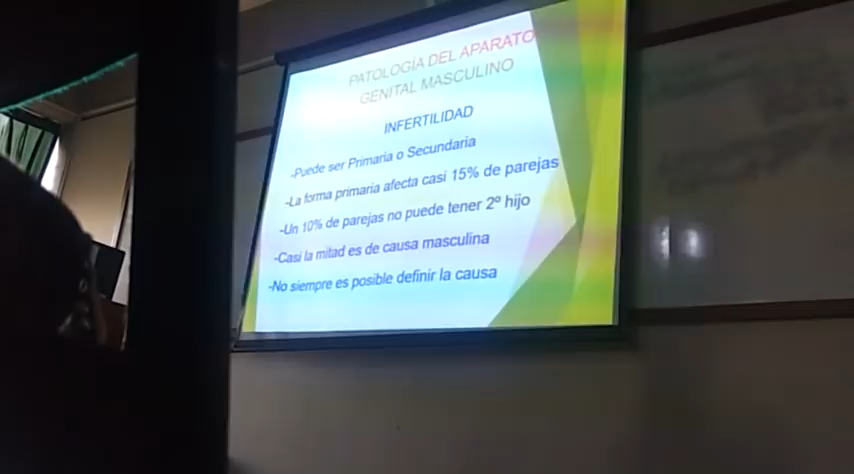 PATOLOGÍA DEL APARATO
GENITAL MASCULINO
INFERTILIDAD
-Puede ser Primaria o Secundaria
-La forma primaria afecta casi 15% de parejas
-Un 10% de parejas no puede tener 2º hijo
-Casi la mitad es de causa masculina
-No siempre es posible definir la causa